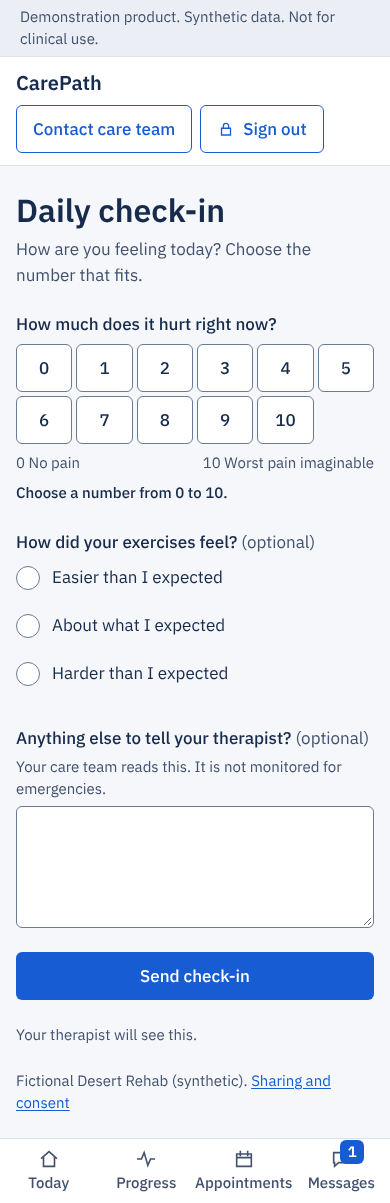 Demonstration product. Synthetic data. Not for
clinical use.
CarePath
Contact care team
Sign out
Daily check-in
How are you feeling today? Choose the
number that fits.
How much does it hurt right now?
0 1 2 3 4 5
6 7 8 9 10
0 No pain 10 Worst pain imaginable
Choose a number from 0 to 10.
How did your exercises feel? (optional)
Easier than I expected
About what I expected
Harder than I expected
Anything else to tell your therapist? (optional)
Your care team reads this. It is not monitored for
emergencies.
Send check-in
Your therapist will see this.
Fictional Desert Rehab (synthetic). Sharing and
consent
1
Today Progress Appointments Messages